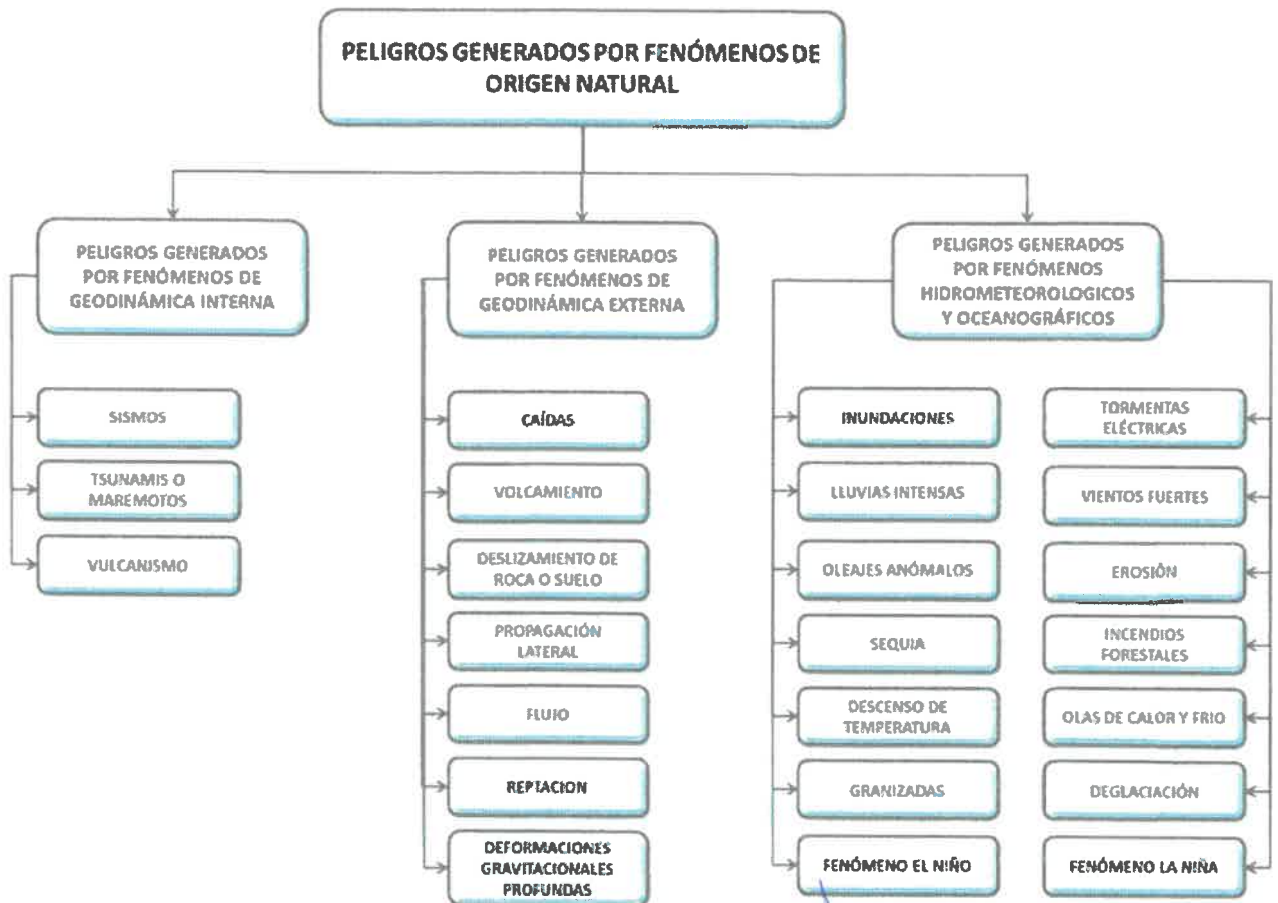 PELIGROS GENERADOS POR FENÓMENOS DE
ORIGEN NATURAL
PELIGROS GENERADOS
POR FENÓMENOS DE
GEODINÁMICA INTERNA
SISMOS
TSUNAMIS O
MAREMOTOS
VULCANISMO
PELIGROS GENERADOS
POR FENÓMENOS DE
GEODINÁMICA EXTERNA
CAÍDAS
VOLCAMIENTO
DESLIZAMIENTO DE
ROCA O SUELO
PROPAGACIÓN
LATERAL
FLUJO
REPTACION
DEFORMACIONES
GRAVITACIONALES
PROFUNDAS
PELIGROS GENERADOS
POR FENÓMENOS
HIDROMETEOROLOGICOS
Y OCEANOGRÁFICOS
INUNDACIONES
LLUVIAS INTENSAS
OLEAJES ANÓMALOS
SEQUIA
DESCENSO DE
TEMPERATURA
GRANIZADAS
FENÓMENO EL NIÑO
TORMENTAS
ELÉCTRICAS
VIENTOS FUERTES
EROSIÓN
INCENDIOS
FORESTALES
OLAS DE CALOR Y FRIO
DEGLACIACIÓN
FENÓMENO LA NIÑA